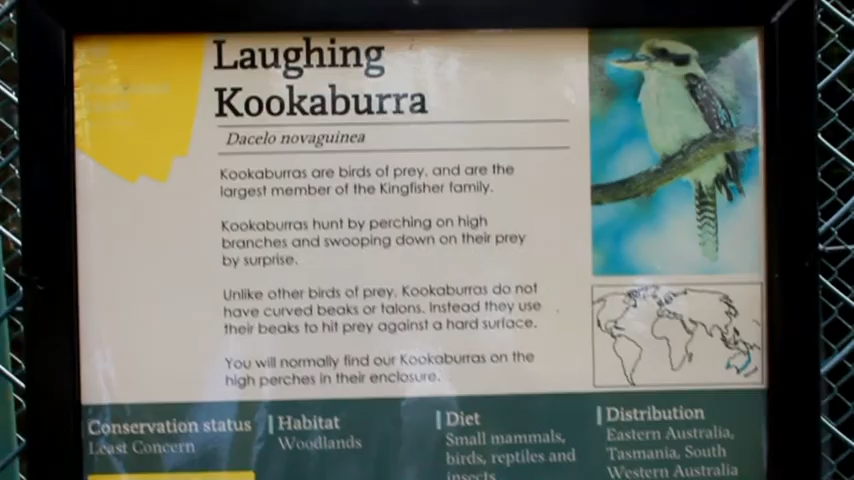 Laughing
Kookaburra
Dacelo novaguinea
Kookaburras are birds of prey, and are the
largest member of the Kingfisher family.
Kookaburras hunt by perching on high
branches and swooping down on their prey
by surprise.
Unlike other birds of prey, Kookaburras do not
have curved beaks or talons. Instead they use
their beaks to hit prey against a hard surface.
You will normally find our Kookaburras on the
high perches in their enclosure.
Conservation status
Least Concern
Habitat
Woodlands
Diet
Small mammals,
birds, reptiles and
insects
Distribution
Eastern Australia,
Tasmania, South
Western Australia